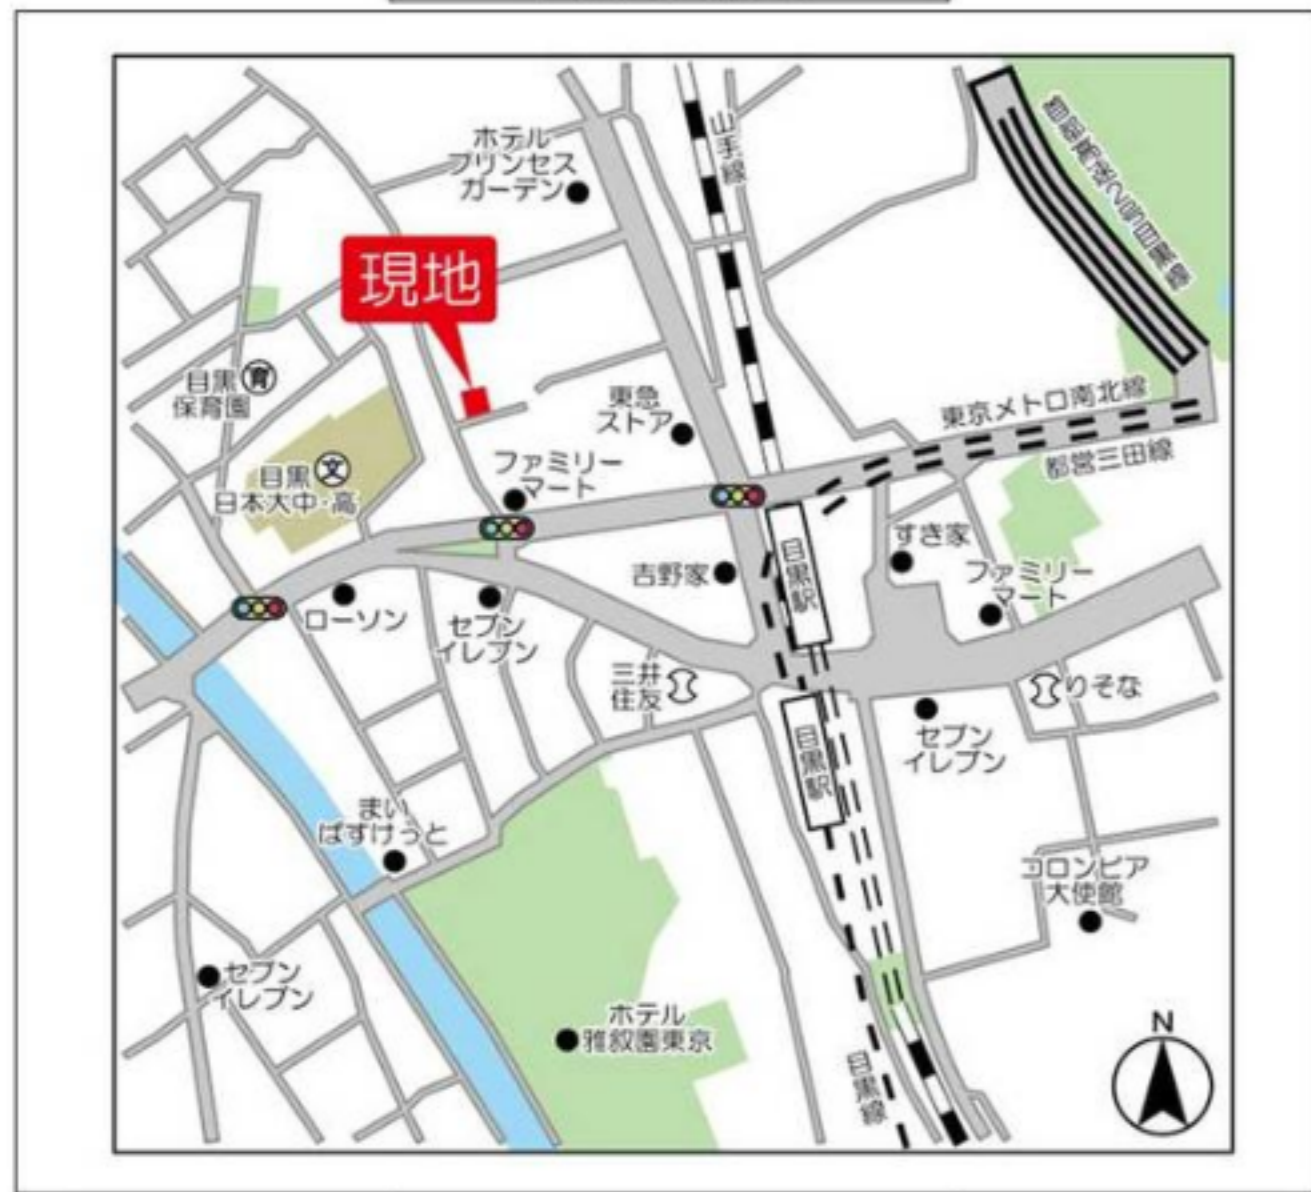 ホテル
プリンセス
ガーデン
山手線
首都高速2号目黒線
現地
目黒
保育園
育
東急
ストア
東京メトロ南北線
都営三田線
目黒
日本大中・高
文
ファミリー
マート
目黒駅
すき家
吉野家
ファミリー
マート
ローソン
セブン
イレブン
三井
住友
りそな
目黒駅
セブン
イレブン
まい
ばすけっと
コロンビア
大使館
セブン
イレブン
ホテル
雅叙園東京
目黒線
N